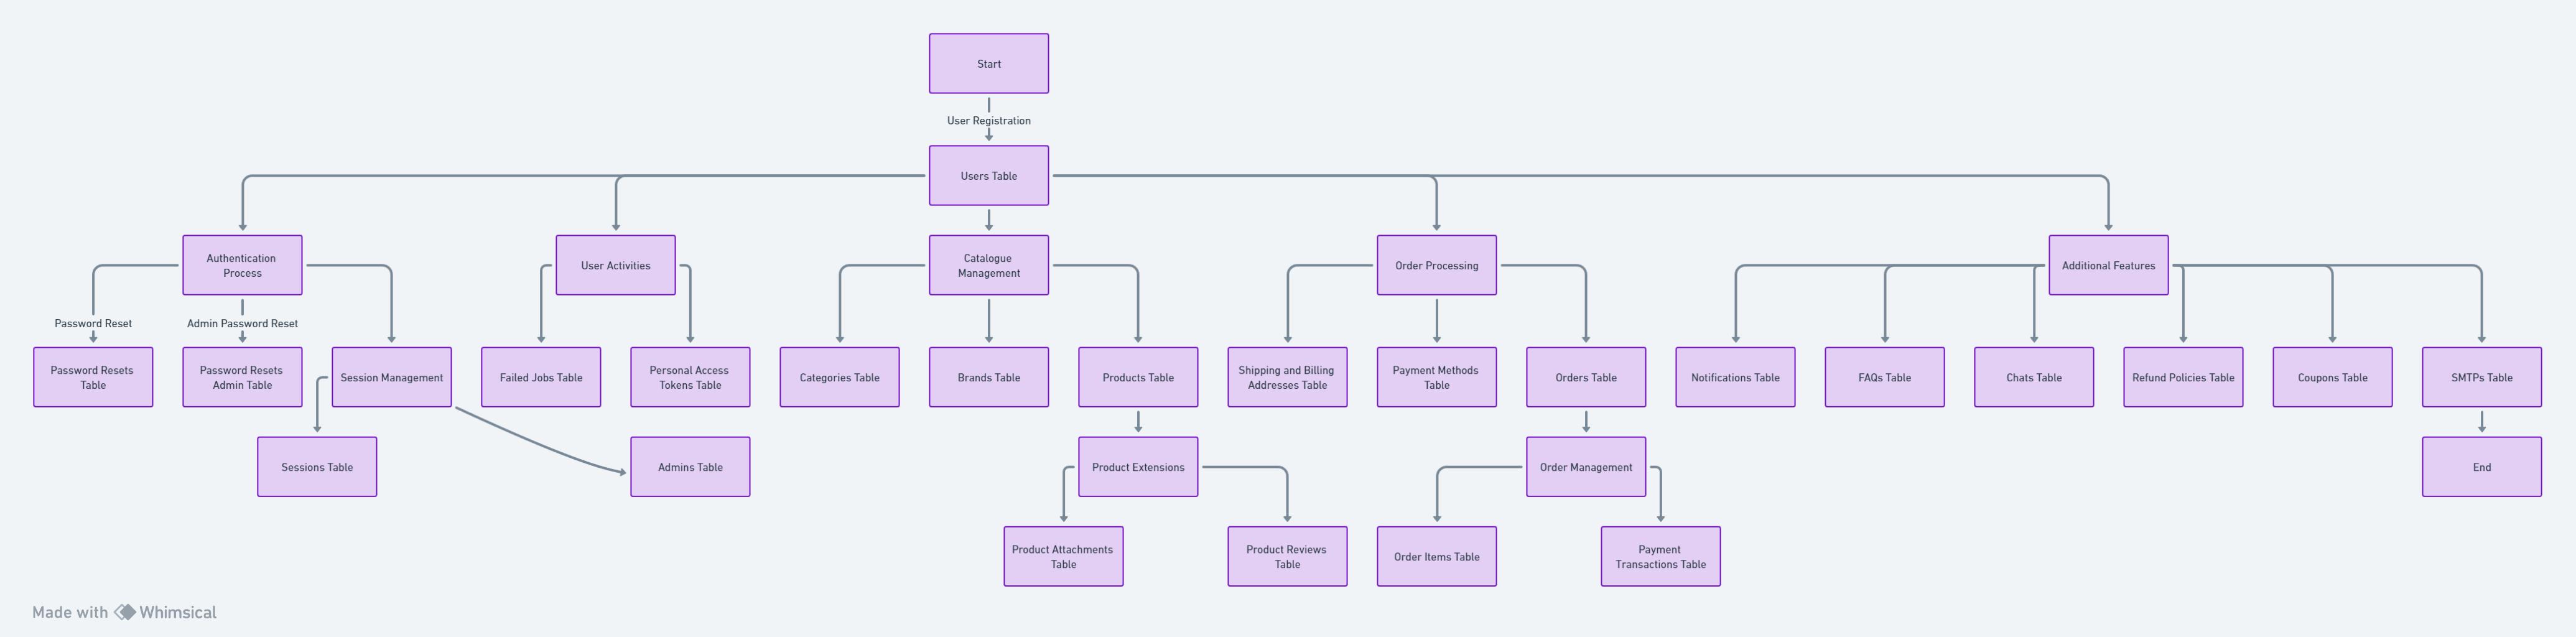 Start
User Registration
Users Table
Authentication
Process
User Activities
Catalogue
Management
Order Processing
Additional Features
Password Reset
Admin Password Reset
Password Resets
Table
Password Resets
Admin Table
Session Management
Failed Jobs Table
Personal Access
Tokens Table
Categories Table
Brands Table
Products Table
Shipping and Billing
Addresses Table
Payment Methods
Table
Orders Table
Notifications Table
FAQs Table
Chats Table
Refund Policies Table
Coupons Table
SMTPs Table
Sessions Table
Admins Table
Product Extensions
Order Management
End
Product Attachments
Table
Product Reviews
Table
Order Items Table
Payment
Transactions Table
Made with Whimsical